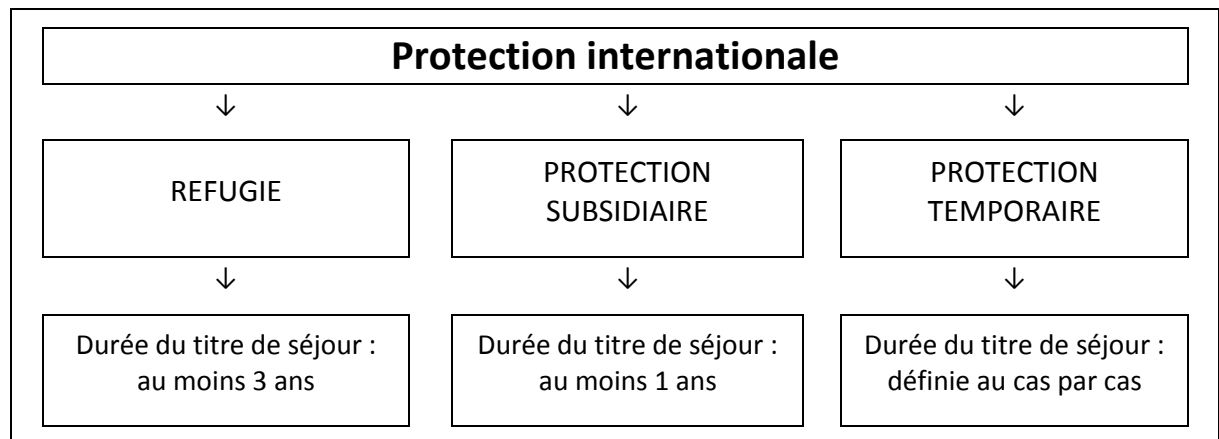 Protection internationale
↓ ↓ ↓
REFUGIE
PROTECTION
SUBSIDIAIRE
PROTECTION
TEMPORAIRE
↓ ↓ ↓
Durée du titre de séjour :
au moins 3 ans
Durée du titre de séjour :
au moins 1 ans
Durée du titre de séjour :
définie au cas par cas